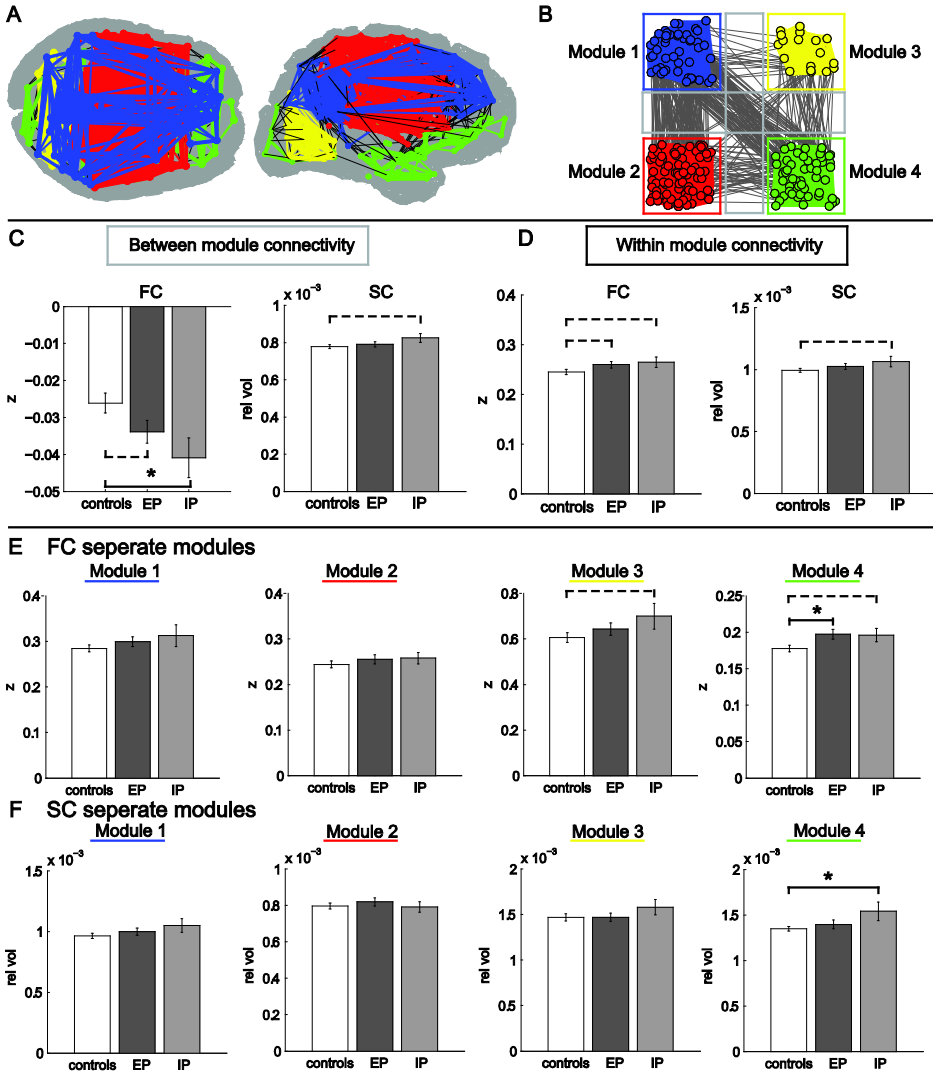 A
B
Module 1
Module 3
Module 2
Module 4
C
Between module connectivity
D
Within module connectivity
FC
0
−0.01
−0.02
−0.03
−0.04
−0.05
z
*
controls EP IP
SC
x 10⁻³
1
0.8
0.6
0.4
0.2
0
rel vol
controls EP IP
FC
0.4
0.3
0.2
0.1
0
z
controls EP IP
SC
x 10⁻³
1.5
1
0.5
0
rel vol
controls EP IP
E FC seperate modules
Module 1
0.4
0.3
0.2
0.1
0
z
controls EP IP
Module 2
0.4
0.3
0.2
0.1
0
z
controls EP IP
Module 3
0.8
0.6
0.4
0.2
0
z
controls EP IP
Module 4
0.25
0.2
0.15
0.1
0.05
0
z
*
controls EP IP
F SC seperate modules
Module 1
x 10⁻³
1.5
1
0.5
0
rel vol
controls EP IP
Module 2
x 10⁻³
1
0.8
0.6
0.4
0.2
0
rel vol
controls EP IP
Module 3
x 10⁻³
2
1.5
1
0.5
0
rel vol
controls EP IP
Module 4
x 10⁻³
2
1.5
1
0.5
0
rel vol
*
controls EP IP